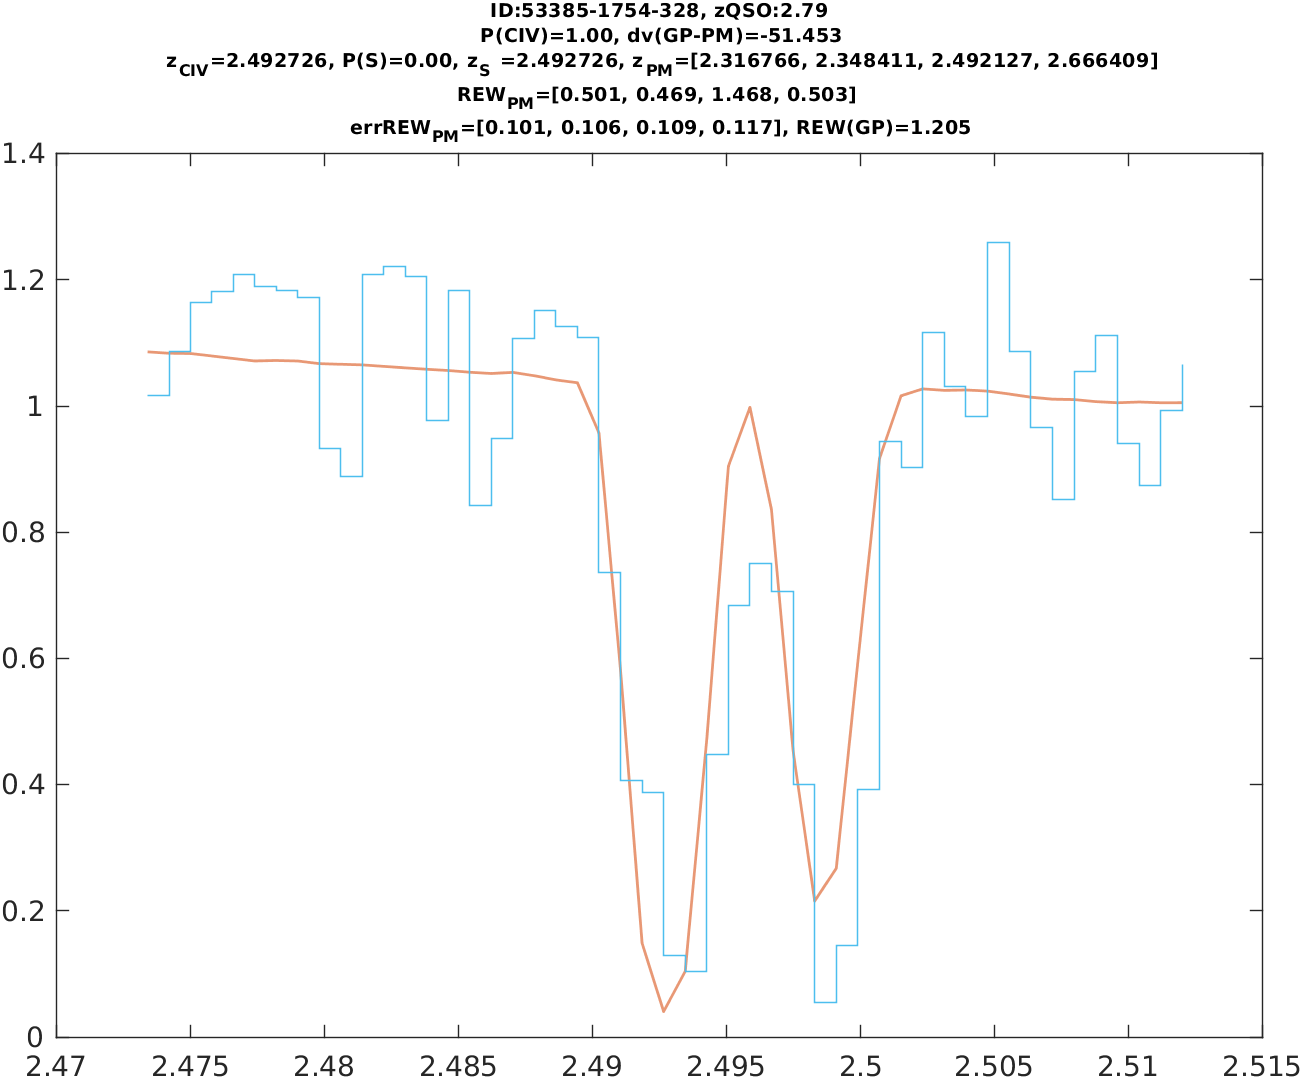 ID:53385-1754-328, zQSO:2.79
P(CIV)=1.00, dv(GP-PM)=-51.453
zCIV=2.492726, P(S)=0.00, zS =2.492726, zPM=[2.316766, 2.348411, 2.492127, 2.666409]
REWPM=[0.501, 0.469, 1.468, 0.503]
errREWPM=[0.101, 0.106, 0.109, 0.117], REW(GP)=1.205
1.4
1.2
1
0.8
0.6
0.4
0.2
0
2.47 2.475 2.48 2.485 2.49 2.495 2.5 2.505 2.51 2.515